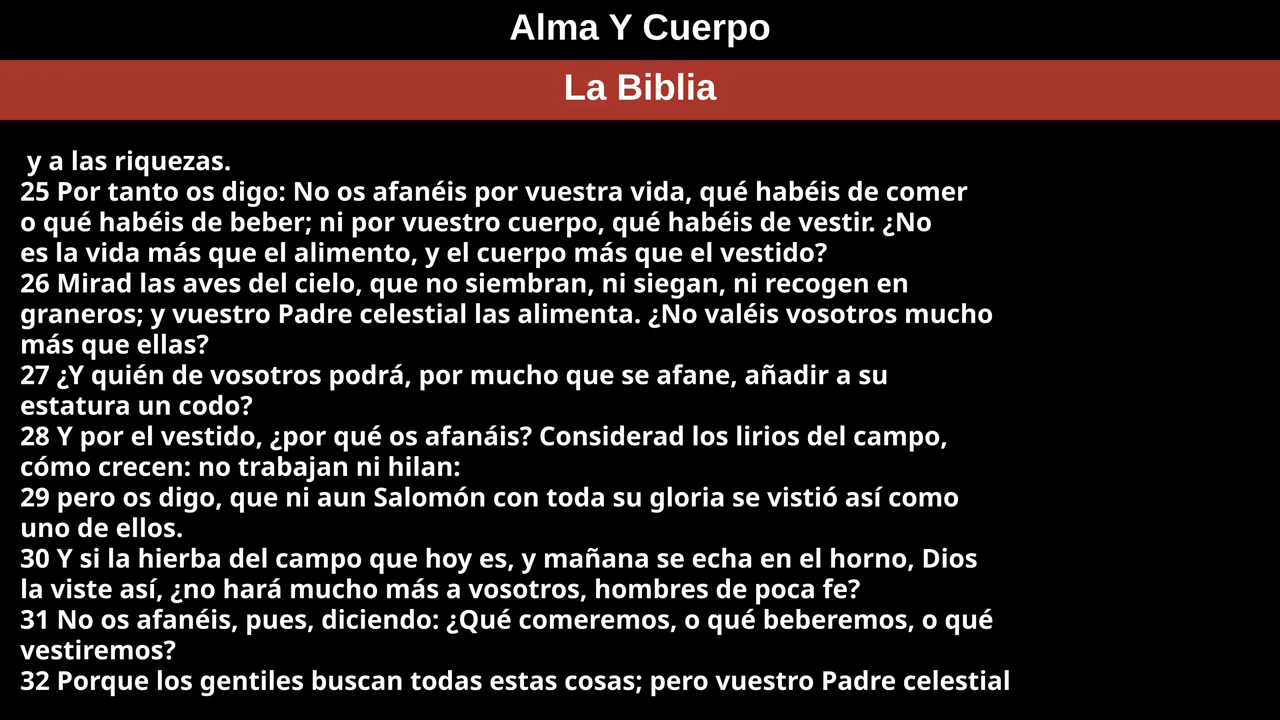 Alma Y Cuerpo
La Biblia
y a las riquezas.
25 Por tanto os digo: No os afanéis por vuestra vida, qué habéis de comer
o qué habéis de beber; ni por vuestro cuerpo, qué habéis de vestir. ¿No
es la vida más que el alimento, y el cuerpo más que el vestido?
26 Mirad las aves del cielo, que no siembran, ni siegan, ni recogen en
graneros; y vuestro Padre celestial las alimenta. ¿No valéis vosotros mucho
más que ellas?
27 ¿Y quién de vosotros podrá, por mucho que se afane, añadir a su
estatura un codo?
28 Y por el vestido, ¿por qué os afanáis? Considerad los lirios del campo,
cómo crecen: no trabajan ni hilan:
29 pero os digo, que ni aun Salomón con toda su gloria se vistió así como
uno de ellos.
30 Y si la hierba del campo que hoy es, y mañana se echa en el horno, Dios
la viste así, ¿no hará mucho más a vosotros, hombres de poca fe?
31 No os afanéis, pues, diciendo: ¿Qué comeremos, o qué beberemos, o qué
vestiremos?
32 Porque los gentiles buscan todas estas cosas; pero vuestro Padre celestial